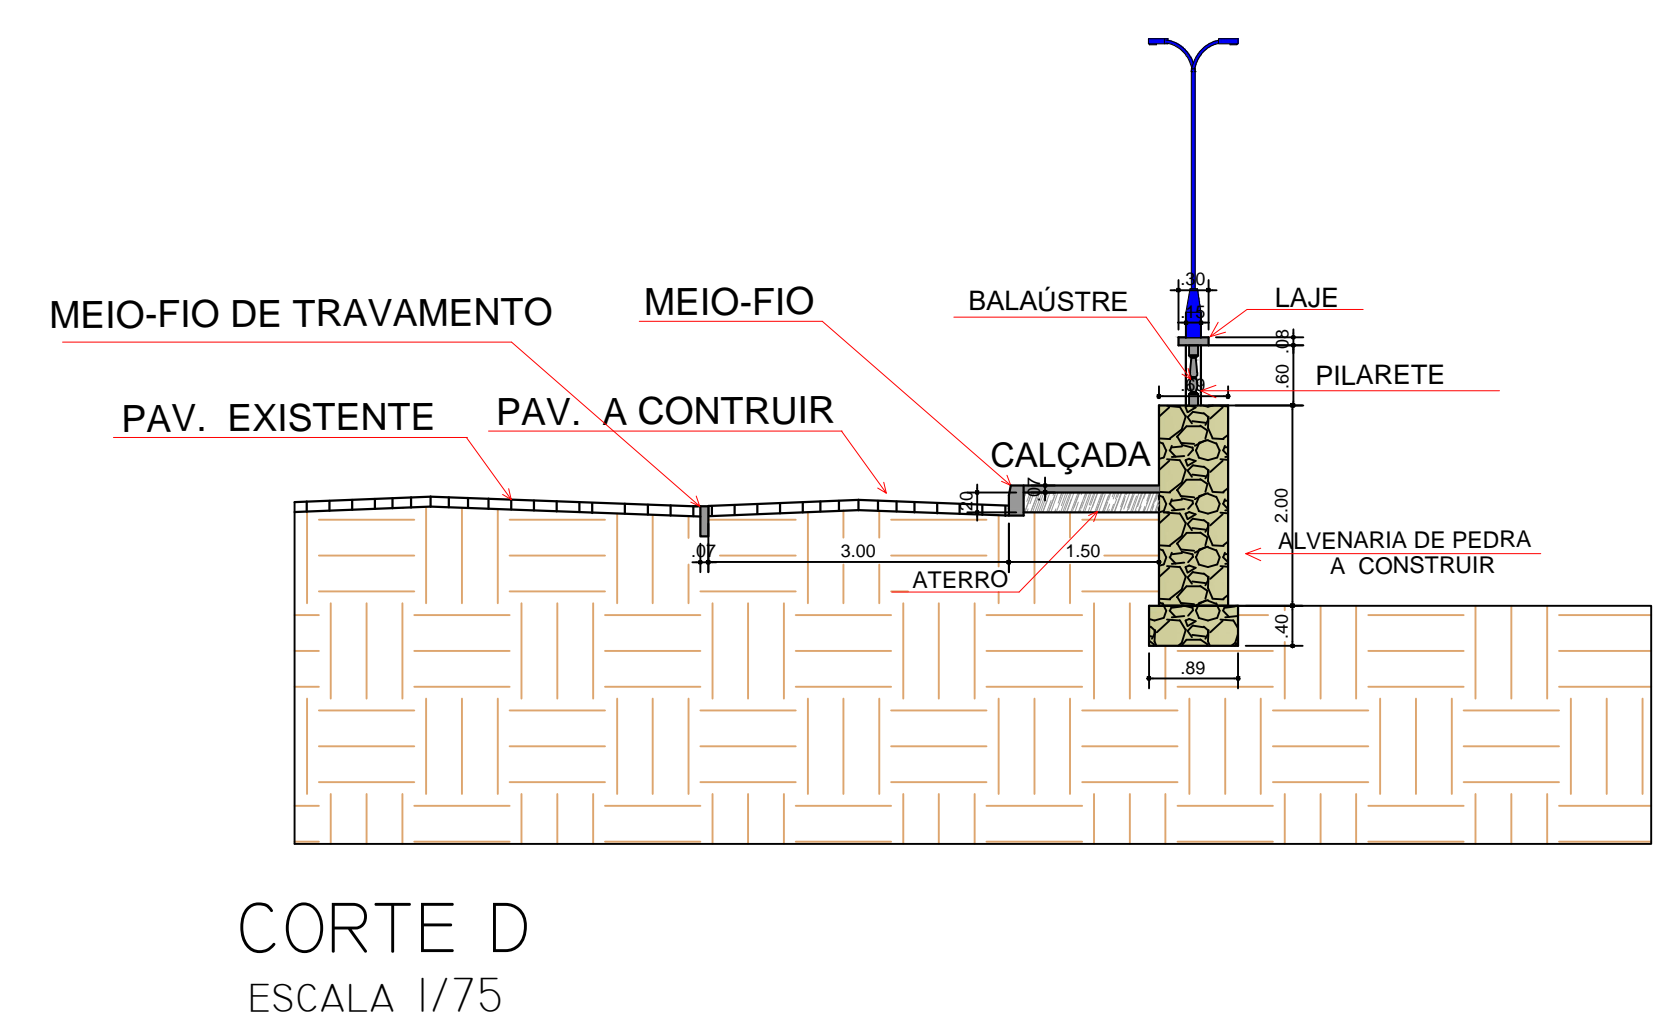 .30
BALAÚSTRE
LAJE
MEIO-FIO
MEIO-FIO DE TRAVAMENTO
.08
.60
PILARETE
.69
PAV. EXISTENTE
PAV. A CONTRUIR
CALÇADA
.07
.20
2.00
ALVENARIA DE PEDRA
A CONSTRUIR
.07
3.00
1.50
ATERRO
.40
.89
CORTE D
ESCALA 1/75